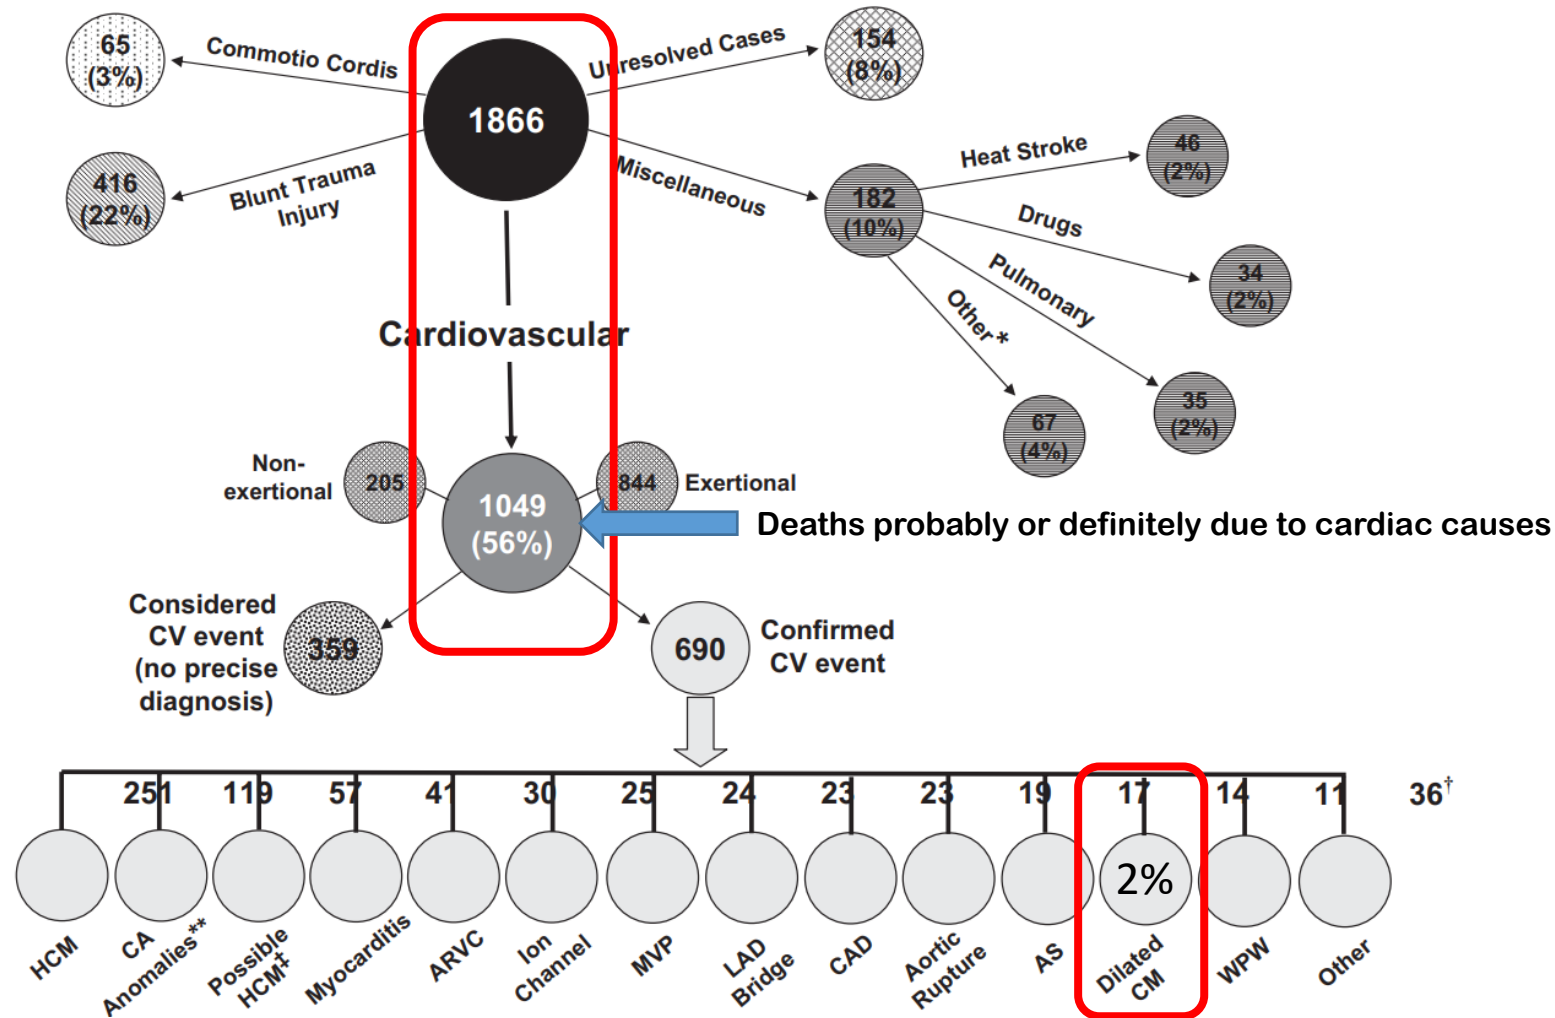 65
(3%)
Commotio Cordis
1866
Unresolved Cases
154
(8%)
416
(22%)
Blunt Trauma
Injury
Miscellaneous
182
(10%)
Heat Stroke
46
(2%)
Drugs
34
(2%)
Pulmonary
35
(2%)
Other*
67
(4%)
Cardiovascular
Non-
exertional
205
844
Exertional
1049
(56%)
Deaths probably or definitely due to cardiac causes
Considered
CV event
(no precise
diagnosis)
359
690
Confirmed
CV event
251 119 57 41 30 25 24 23 23 19 17 14 11 36†
2%
HCM
CA
Anomalies**
Possible
HCM‡
Myocarditis
ARVC
Ion
Channel
MVP
LAD
Bridge
CAD
Aortic
Rupture
AS
Dilated
CM
WPW
Other